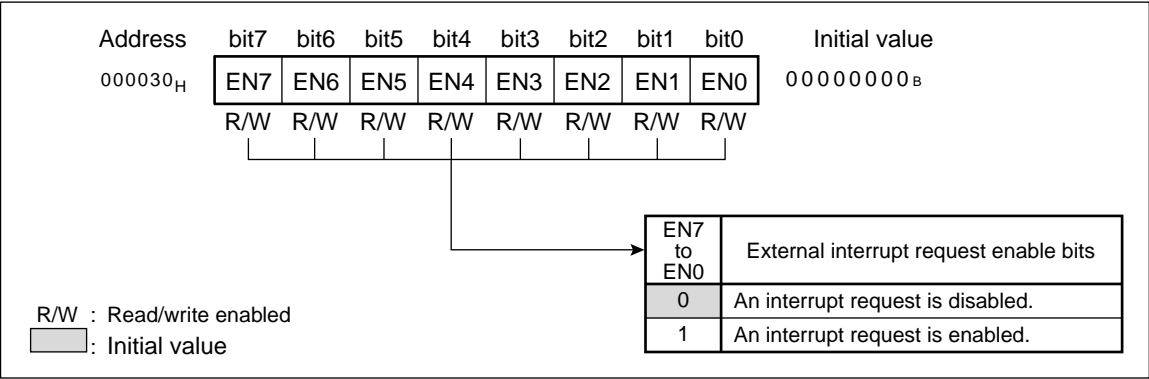 Address bit7 bit6 bit5 bit4 bit3 bit2 bit1 bit0 Initial value
000030H EN7 EN6 EN5 EN4 EN3 EN2 EN1 EN0 00000000B
R/W R/W R/W R/W R/W R/W R/W R/W
EN7
to
EN0
External interrupt request enable bits
0 An interrupt request is disabled.
1 An interrupt request is enabled.
R/W : Read/write enabled
: Initial value